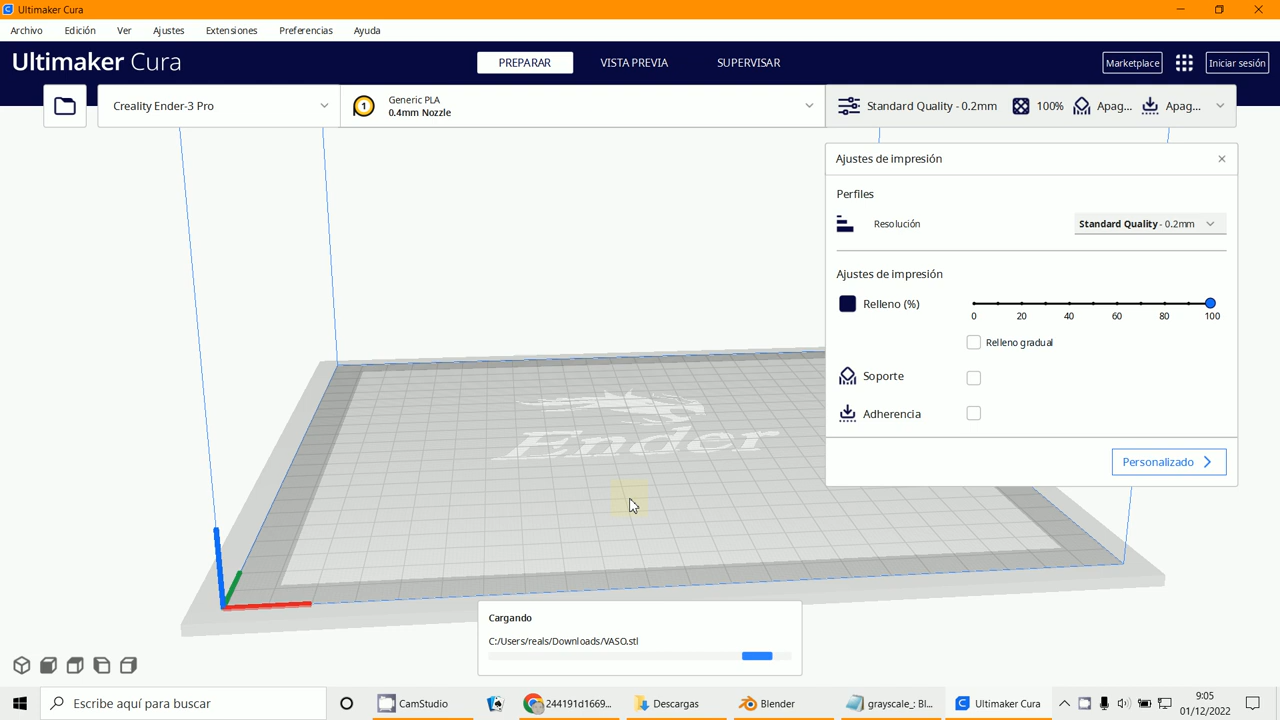 Ultimaker Cura
Archivo Edición Ver Ajustes Extensiones Preferencias Ayuda
Ultimaker Cura PREPARAR VISTA PREVIA SUPERVISAR Marketplace Iniciar sesión
Creality Ender-3 Pro
1
Generic PLA
0.4mm Nozzle
Standard Quality - 0.2mm 100% Apag... Apag...
Ajustes de impresión
Perfiles
Resolución Standard Quality - 0.2mm
Ajustes de impresión
Relleno (%)
0 20 40 60 80 100
Relleno gradual
Soporte
Adherencia
Personalizado
Ender
Cargando
C:/Users/reals/Downloads/VASO.stl
Escribe aquí para buscar
CamStudio
244191d1669...
Descargas
Blender
grayscale_: Bl...
Ultimaker Cura
9:05
01/12/2022